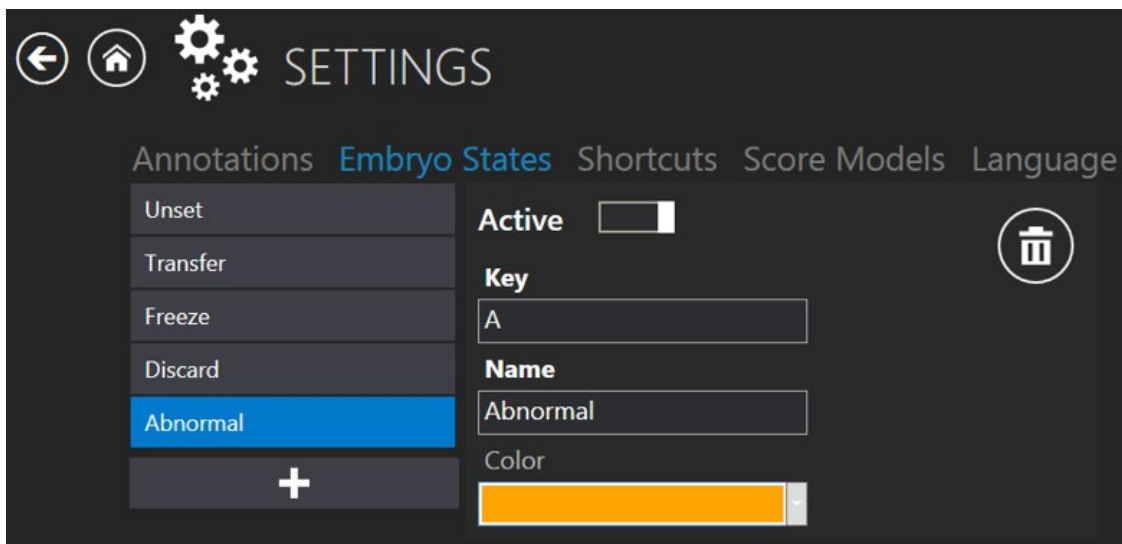 SETTINGS
Annotations Embryo States Shortcuts Score Models Language
Unset
Transfer
Freeze
Discard
Abnormal
+
Active
Key
A
Name
Abnormal
Color